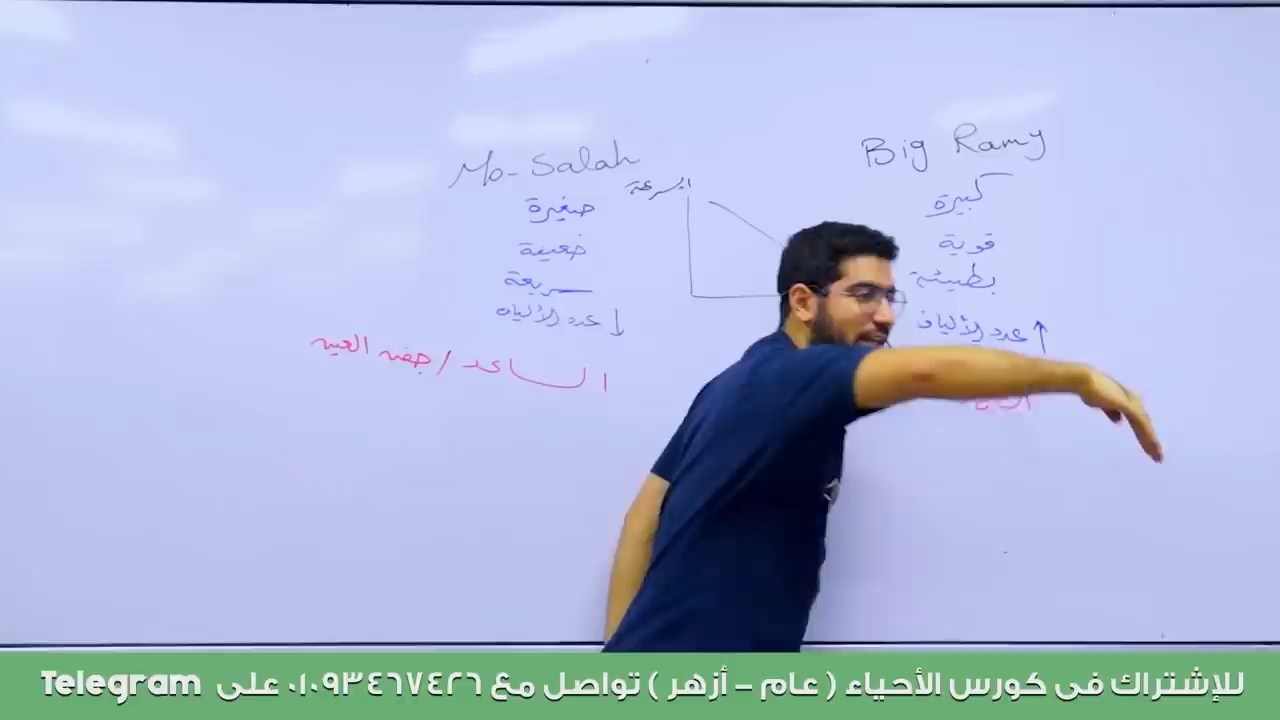 Big Ramy
كبيرة
قوية
بطيئة
عدد الألياف ↑
Mo-Salah
صغيرة
ضعيفة
سريعة
عدد الألياف ↓
الساعد / جفن العين
السرعة
للإشتراك فى كورس الأحياء ( عام - أزهر ) تواصل مع ٠١٠٩٣٤٦٧٤٢٦ على Telegram